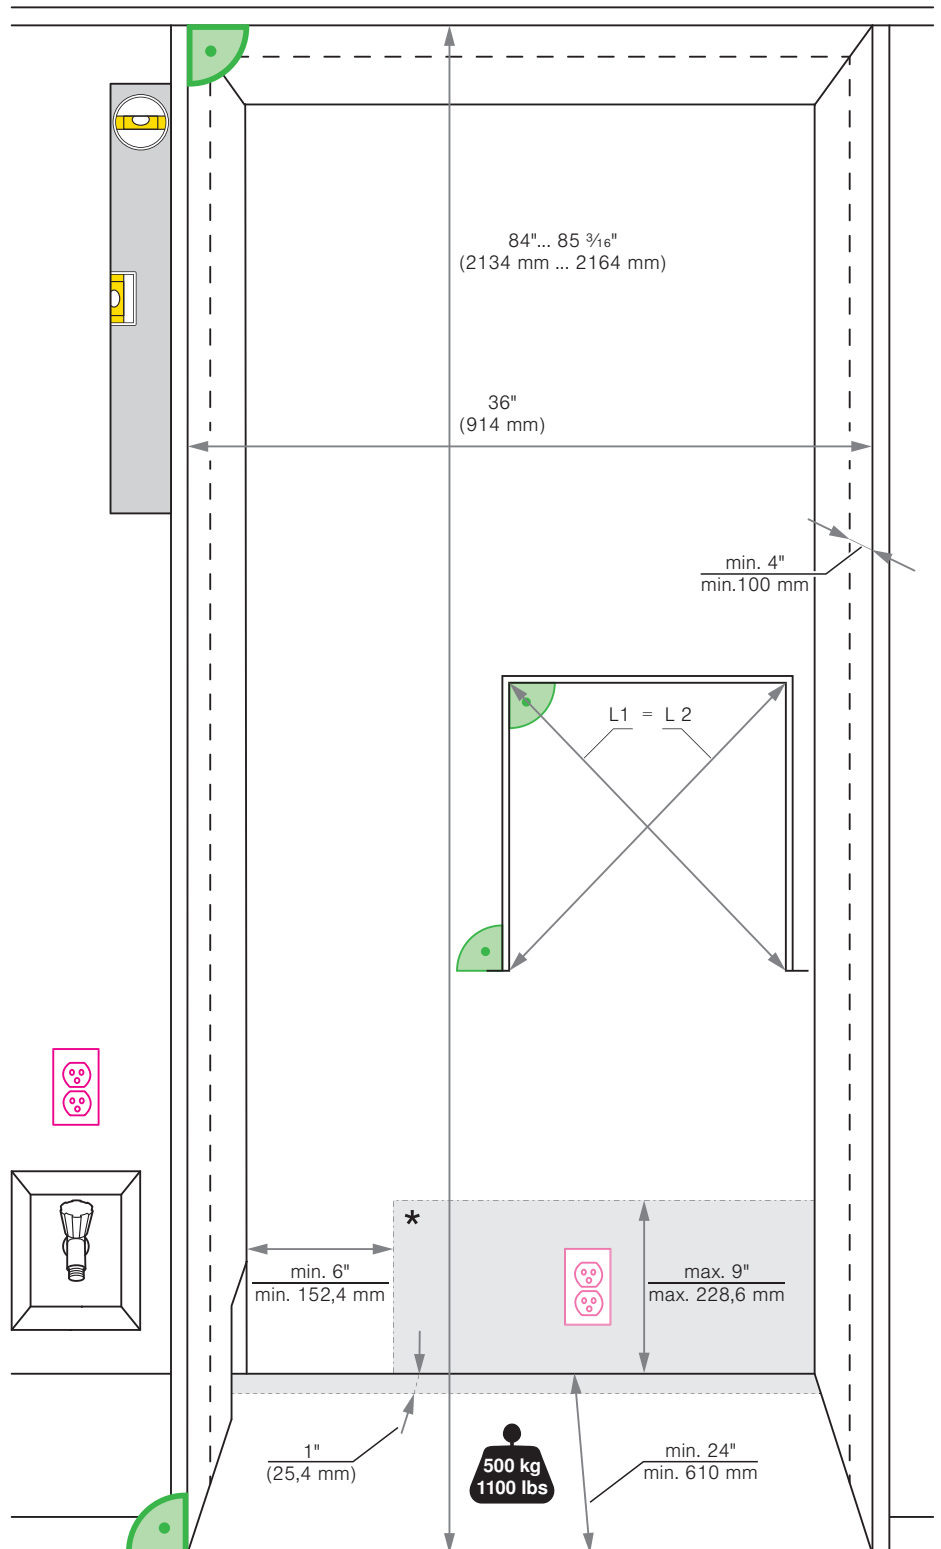 84"... 85 ³⁄₁₆"
(2134 mm ... 2164 mm)
36"
(914 mm)
min. 4"
min.100 mm
L1 = L 2
*
min. 6"
min. 152,4 mm
max. 9"
max. 228,6 mm
1"
(25,4 mm)
500 kg
1100 lbs
min. 24"
min. 610 mm